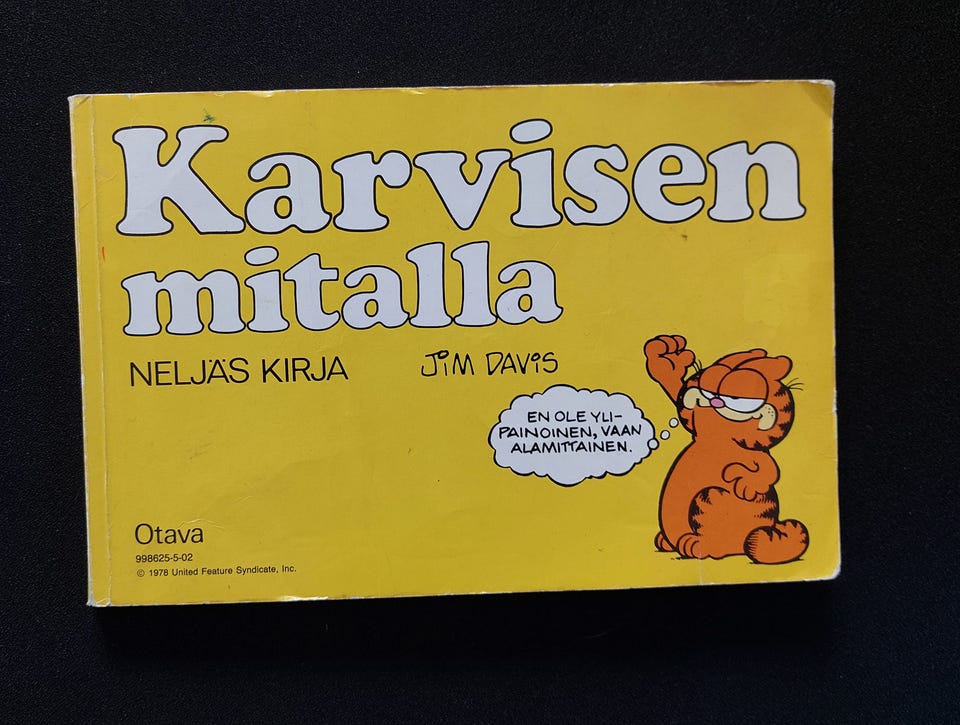 Karvisen
mitalla
NELJÄS KIRJA
JiM DAViS
EN OLE YLI-
PAINOINEN, VAAN
ALAMITTAINEN.
Otava
998625-5-02
© 1978 United Feature Syndicate, Inc.